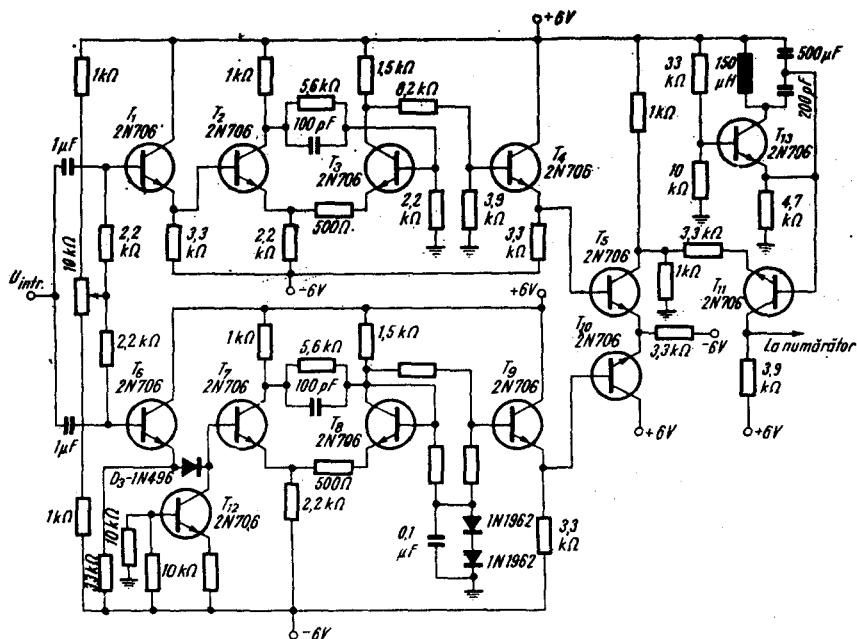 +6V
1kΩ
1kΩ
1,5kΩ
5,6kΩ
100pF
8,2kΩ
1kΩ
33 kΩ
150 μH
500μF
200pF
T1
2N706
T2
2N706
T3
2N706
T4
2N706
T13
2N706
1μF
10 kΩ
4,7 kΩ
2,2 kΩ
3,3 kΩ
2,2 kΩ
500Ω
2,2 kΩ
3,9 kΩ
3,3 kΩ
3,3kΩ
T5
2N706
1kΩ
T11
2N706
10kΩ
Uintr.
-6V
+6V
T10
2N706
3,3kΩ
-6V
La numărător
2,2kΩ
1kΩ
5,6kΩ
100pF
1,5kΩ
T6
2N706
T7
2N706
T8
2N706
T9
2N706
3,9 kΩ
+6V
+6V
1μF
D3-1N496
500Ω
2,2kΩ
T12
2N706
1kΩ
10kΩ
3,3kΩ
10kΩ
0,1 μF
1N1962
1N1962
3,3 kΩ
-6V